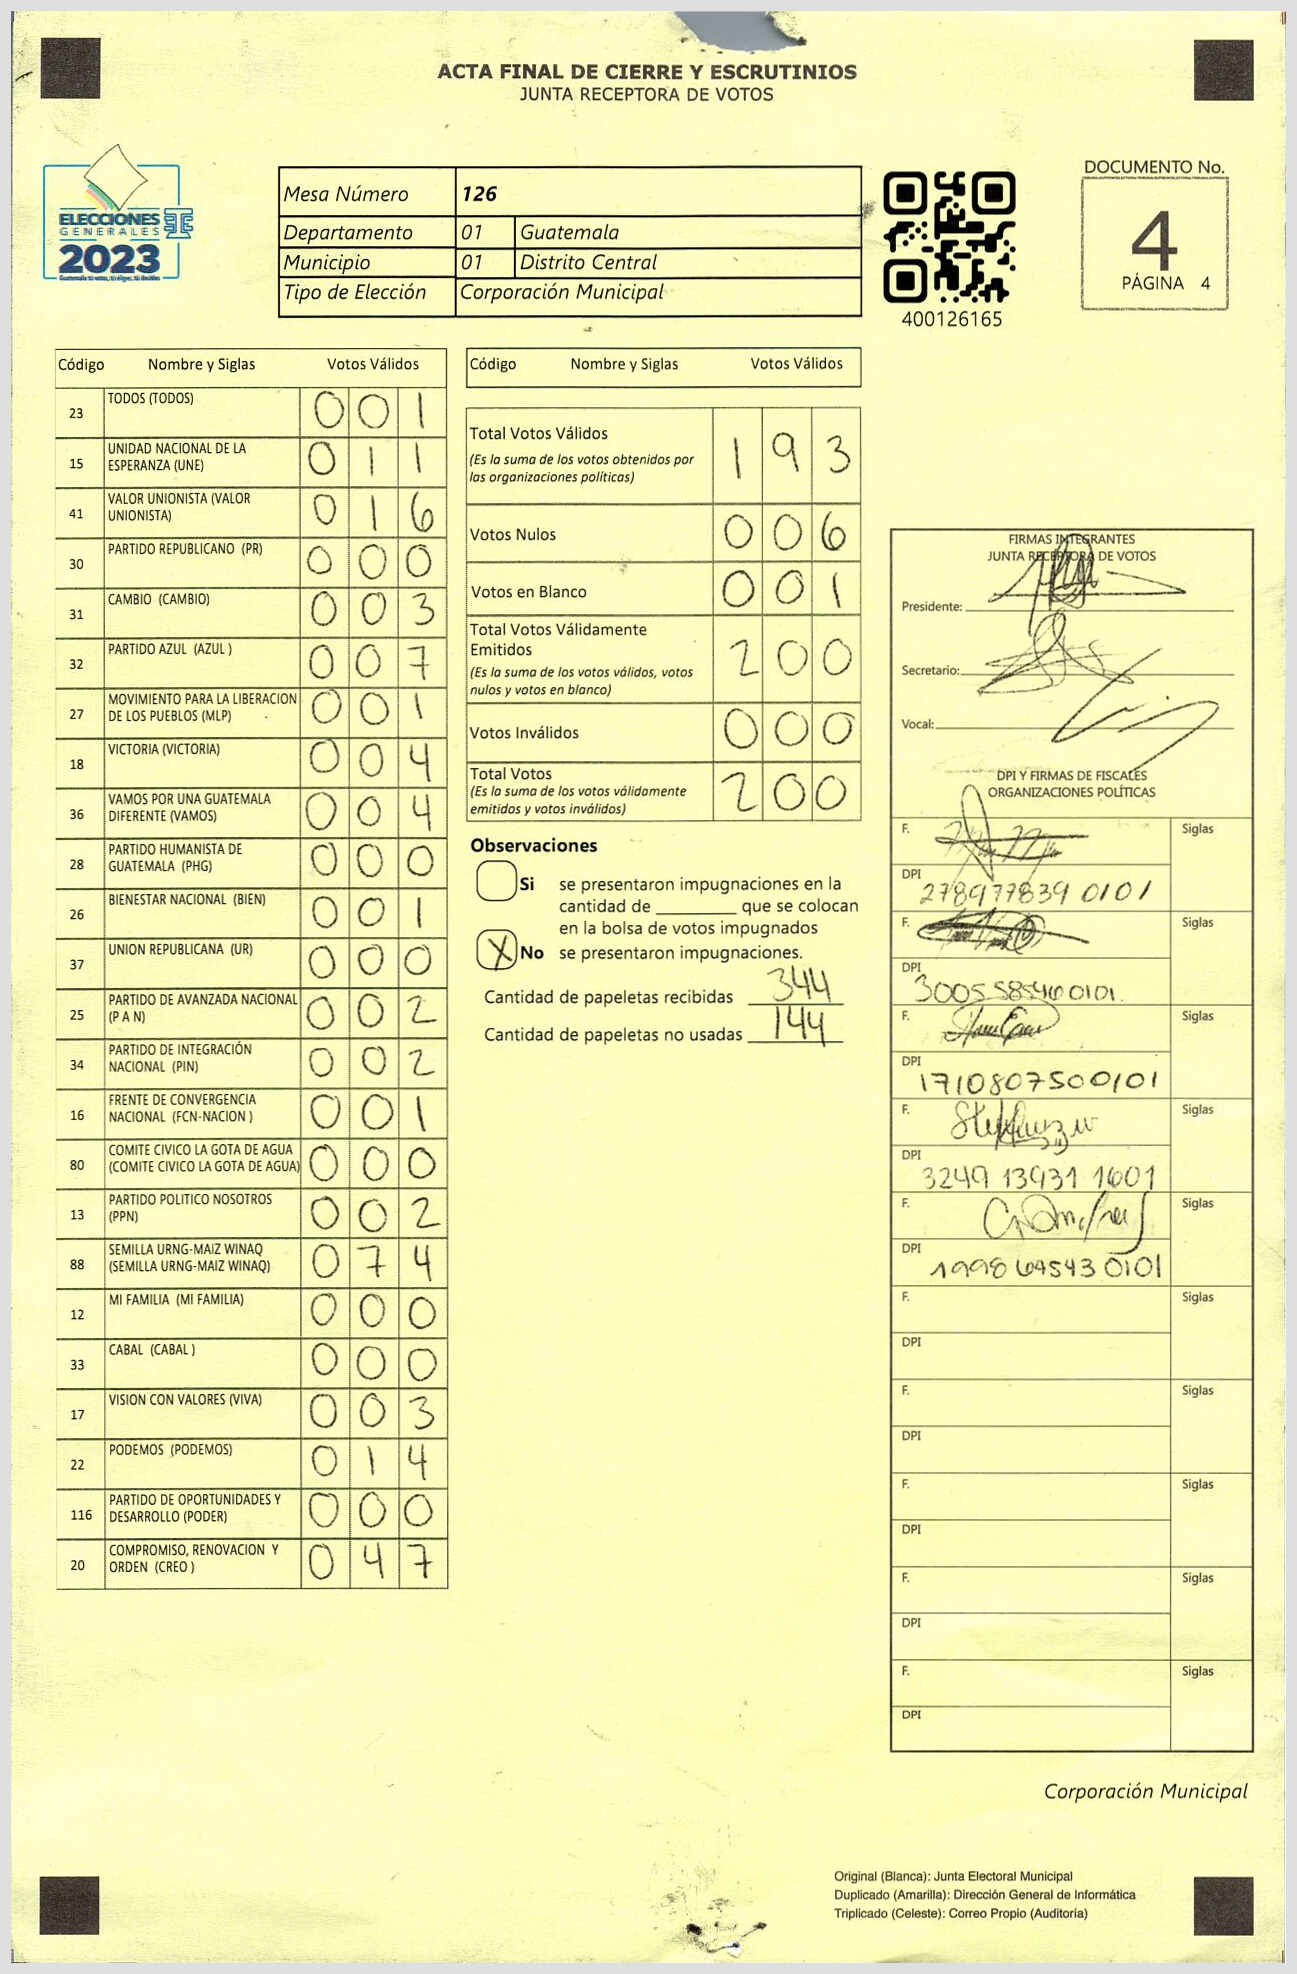 ACTA FINAL DE CIERRE Y ESCRUTINIOS
JUNTA RECEPTORA DE VOTOS
ELECCIONES
GENERALES
2023
Mesa Número 126
Departamento 01 Guatemala
Municipio 01 Distrito Central
Tipo de Elección Corporación Municipal
400126165
DOCUMENTO No.
4
PÁGINA 4
Código Nombre y Siglas Votos Válidos
23 TODOS (TODOS) 0 0 1
15 UNIDAD NACIONAL DE LA
ESPERANZA (UNE) 0 1 1
41 VALOR UNIONISTA (VALOR
UNIONISTA) 0 1 6
30 PARTIDO REPUBLICANO (PR) 0 0 0
31 CAMBIO (CAMBIO) 0 0 3
32 PARTIDO AZUL (AZUL ) 0 0 7
27 MOVIMIENTO PARA LA LIBERACION
DE LOS PUEBLOS (MLP) 0 0 1
18 VICTORIA (VICTORIA) 0 0 4
36 VAMOS POR UNA GUATEMALA
DIFERENTE (VAMOS) 0 0 4
28 PARTIDO HUMANISTA DE
GUATEMALA (PHG) 0 0 0
26 BIENESTAR NACIONAL (BIEN) 0 0 1
37 UNION REPUBLICANA (UR) 0 0 0
25 PARTIDO DE AVANZADA NACIONAL
(P A N) 0 0 2
34 PARTIDO DE INTEGRACIÓN
NACIONAL (PIN) 0 0 2
16 FRENTE DE CONVERGENCIA
NACIONAL (FCN-NACION ) 0 0 1
80 COMITE CIVICO LA GOTA DE AGUA
(COMITE CIVICO LA GOTA DE AGUA) 0 0 0
13 PARTIDO POLITICO NOSOTROS
(PPN) 0 0 2
88 SEMILLA URNG-MAIZ WINAQ
(SEMILLA URNG-MAIZ WINAQ) 0 7 4
12 MI FAMILIA (MI FAMILIA) 0 0 0
33 CABAL (CABAL ) 0 0 0
17 VISION CON VALORES (VIVA) 0 0 3
22 PODEMOS (PODEMOS) 0 1 4
116 PARTIDO DE OPORTUNIDADES Y
DESARROLLO (PODER) 0 0 0
20 COMPROMISO, RENOVACION Y
ORDEN (CREO ) 0 4 7
Código Nombre y Siglas Votos Válidos
Total Votos Válidos 1 9 3
(Es la suma de los votos obtenidos por
las organizaciones políticas)
Votos Nulos 0 0 6
Votos en Blanco 0 0 1
Total Votos Válidamente
Emitidos 2 0 0
(Es la suma de los votos válidos, votos
nulos y votos en blanco)
Votos Inválidos 0 0 0
Total Votos 2 0 0
(Es la suma de los votos válidamente
emitidos y votos inválidos)
Observaciones
Si se presentaron impugnaciones en la
cantidad de ________ que se colocan
en la bolsa de votos impugnados
X No se presentaron impugnaciones.
Cantidad de papeletas recibidas 344
Cantidad de papeletas no usadas 144
FIRMAS INTEGRANTES
JUNTA RECEPTORA DE VOTOS
Presidente:
Secretario:
Vocal:
DPI Y FIRMAS DE FISCALES
ORGANIZACIONES POLÍTICAS
F. Siglas
DPI 278977839 0101
F. Siglas
DPI 3005585460101
F. Siglas
DPI 1710807500101
F. Siglas
DPI 3249 13931 1601
F. Siglas
DPI 1998 645430101
F. Siglas
DPI
F. Siglas
DPI
F. Siglas
DPI
F. Siglas
DPI
F. Siglas
DPI
Corporación Municipal
Original (Blanca): Junta Electoral Municipal
Duplicado (Amarilla): Dirección General de Informática
Triplicado (Celeste): Correo Propio (Auditoría)